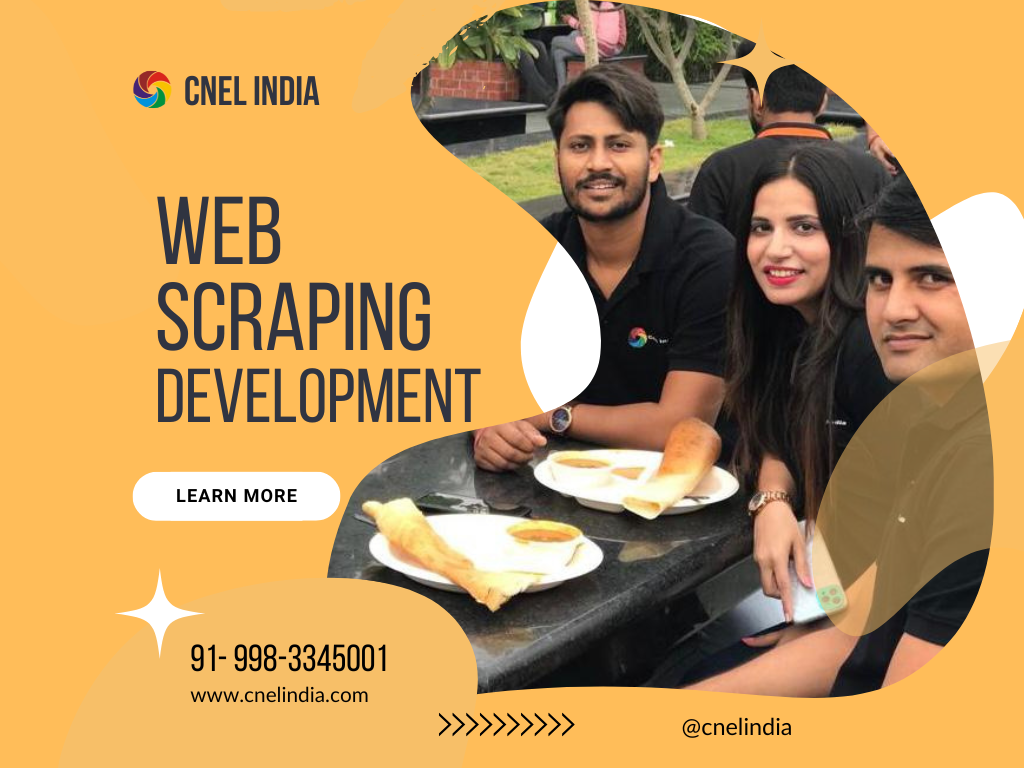 CNEL INDIA
WEB
SCRAPING
DEVELOPMENT
LEARN MORE
91- 998-3345001
www.cnelindia.com
>>>>>>>>>>
@cnelindia